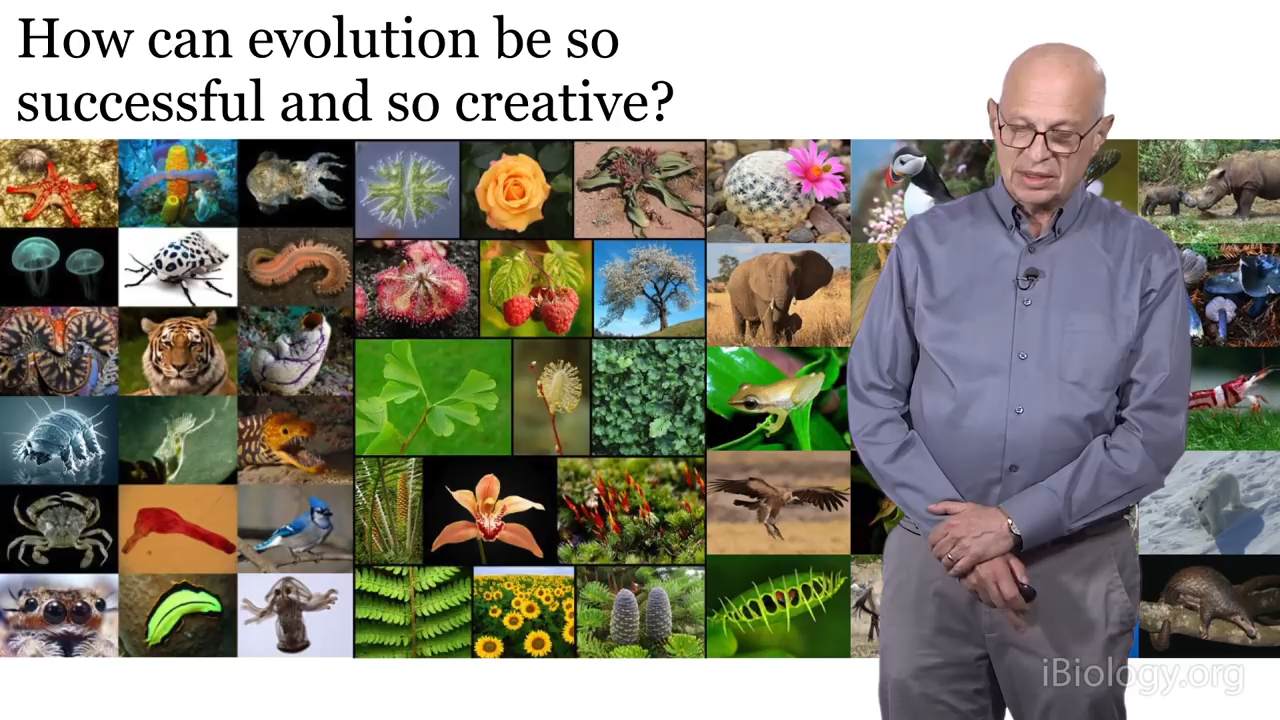 How can evolution be so
successful and so creative?
iBiology.org